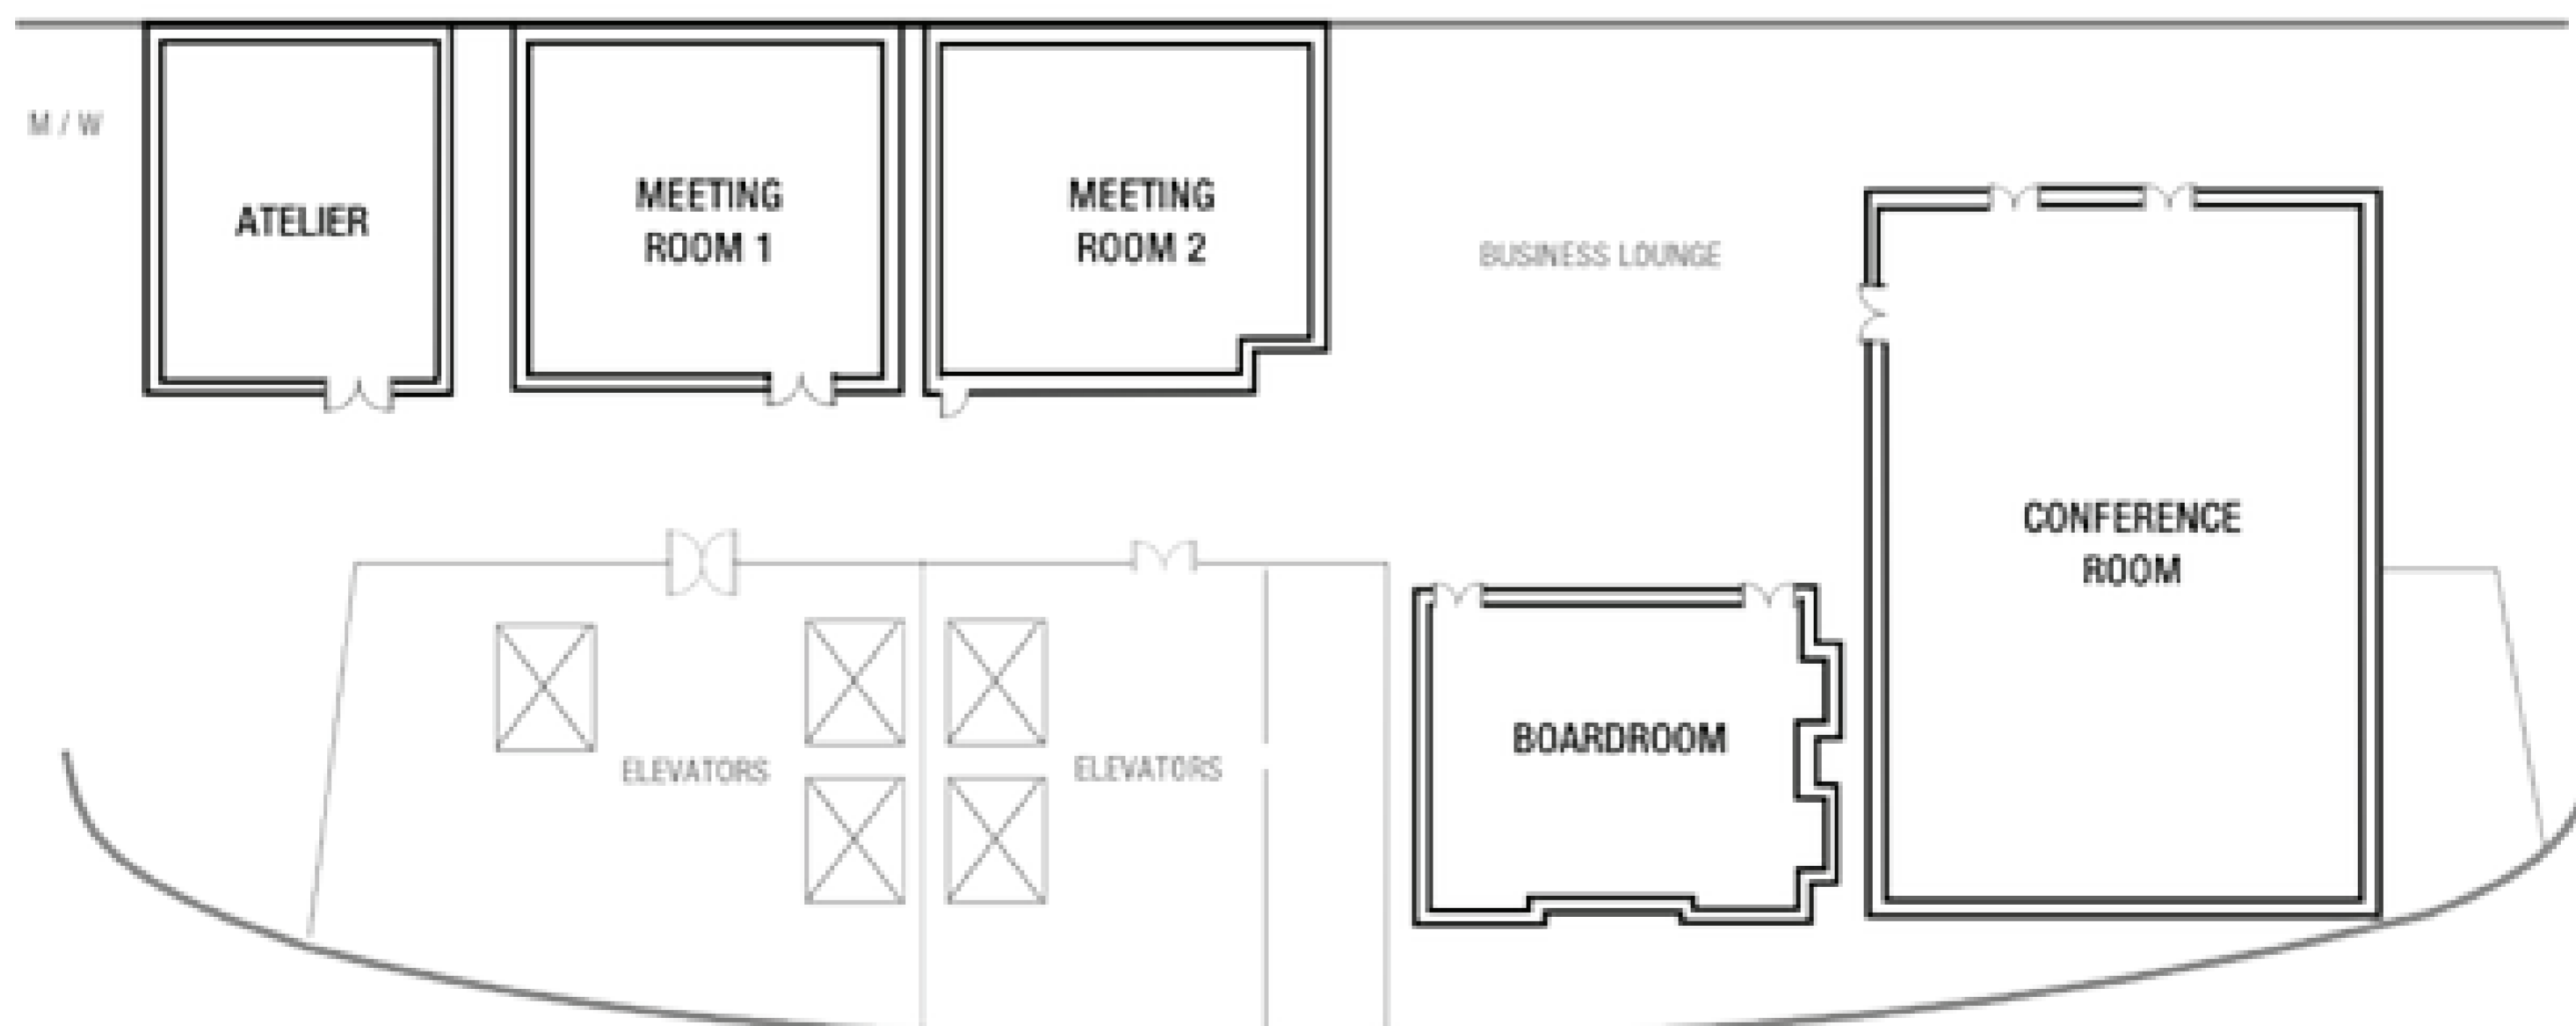 M / W
ATELIER
MEETING
ROOM 1
MEETING
ROOM 2
BUSINESS LOUNGE
CONFERENCE
ROOM
BOARDROOM
ELEVATORS
ELEVATORS